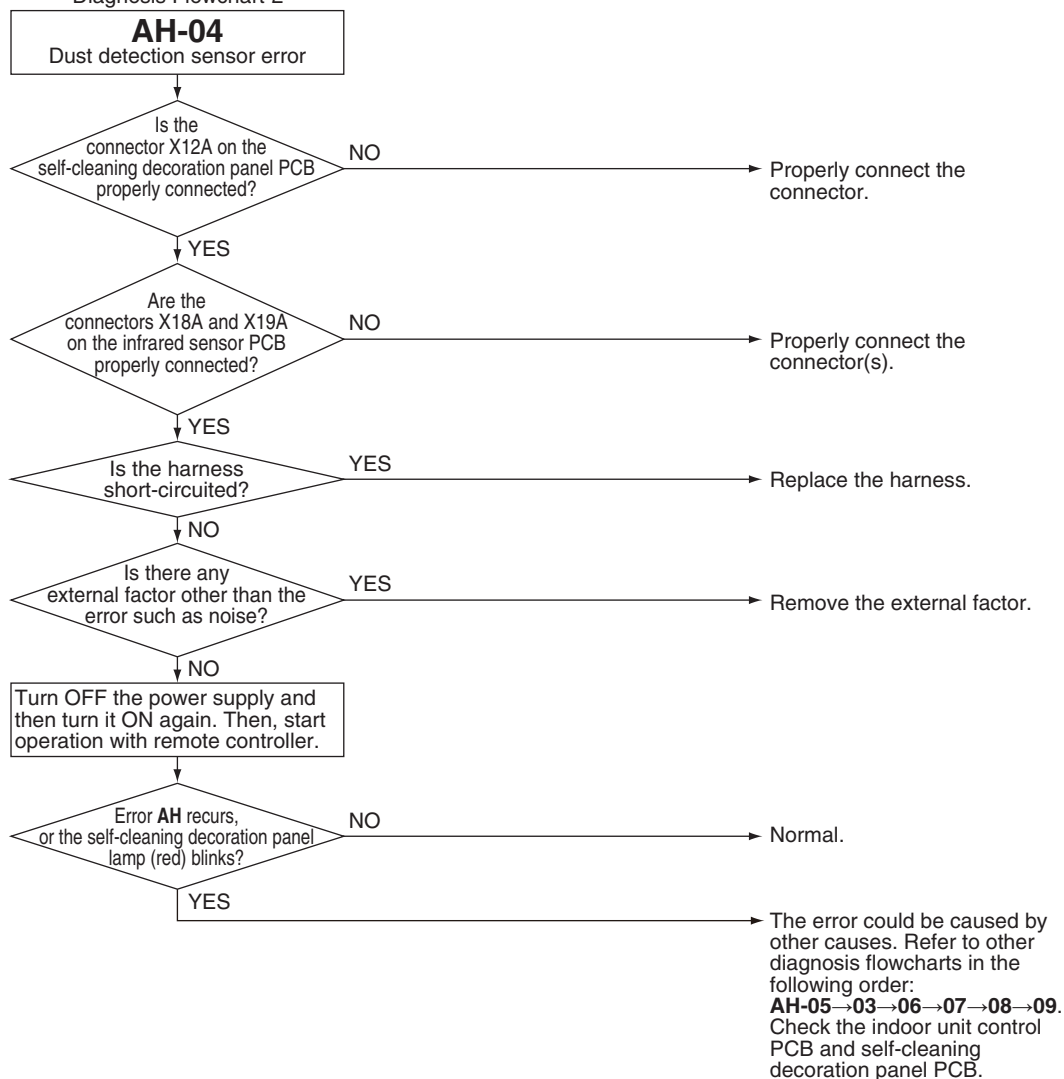 Diagnosis Flowchart 2
AH-04
Dust detection sensor error
Is the
connector X12A on the
self-cleaning decoration panel PCB
properly connected?
NO
Properly connect the
connector.
YES
Are the
connectors X18A and X19A
on the infrared sensor PCB
properly connected?
NO
Properly connect the
connector(s).
YES
Is the harness
short-circuited?
YES
Replace the harness.
NO
Is there any
external factor other than the
error such as noise?
YES
Remove the external factor.
NO
Turn OFF the power supply and
then turn it ON again. Then, start
operation with remote controller.
Error AH recurs,
or the self-cleaning decoration panel
lamp (red) blinks?
NO
Normal.
YES
The error could be caused by
other causes. Refer to other
diagnosis flowcharts in the
following order:
AH-05→03→06→07→08→09.
Check the indoor unit control
PCB and self-cleaning
decoration panel PCB.